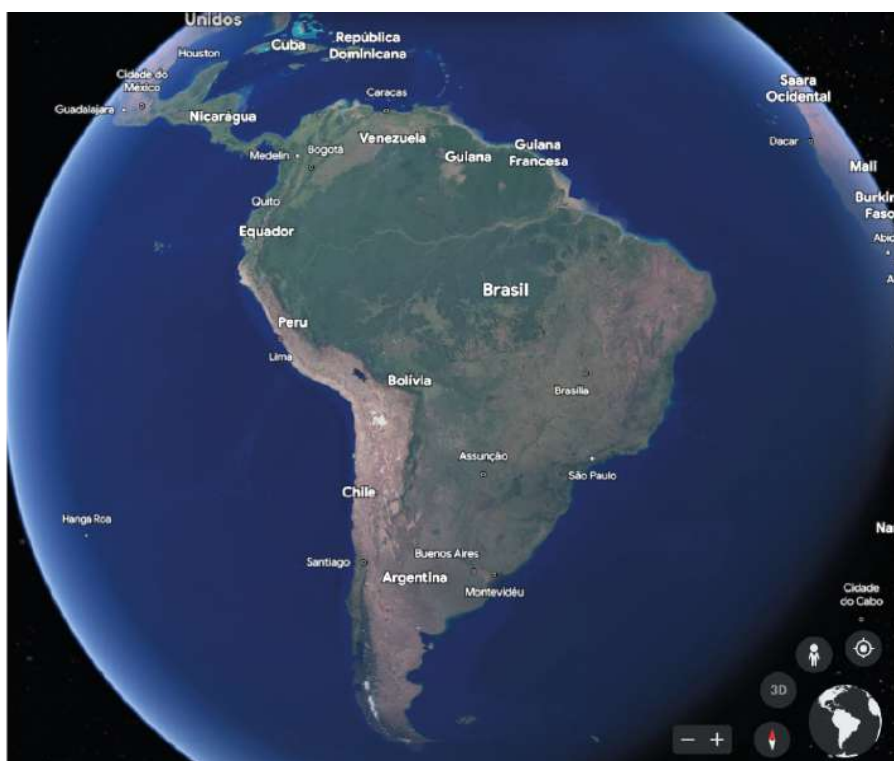 Unidos
Cuba
República
Dominicana
Houston
Cidade do
México
Guadalajara
Nicarágua
Caracas
Saara
Ocidental
Venezuela
Medelin
Bogotá
Guiana
Guiana
Francesa
Dacar
Mali
Quito
Equador
Burkin
Faso
Abid
A
Brasil
Peru
Lima
Bolívia
Brasília
Assunção
São Paulo
Chile
Hanga Roa
Na
Santiago
Buenos Aires
Argentina
Montevidéu
Cidade
do Cabo
3D